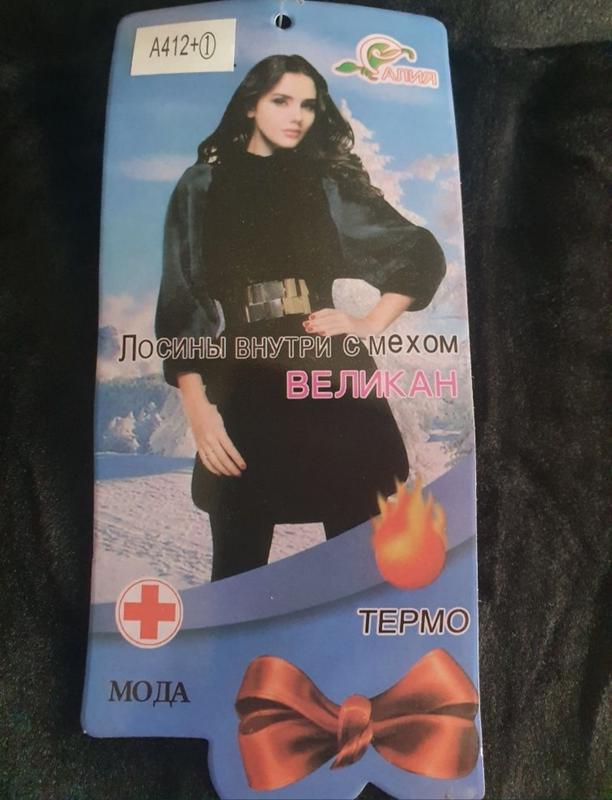 A412+①
АЛИЯ
Лосины внутри с мехом
ВЕЛИКАН
ТЕРМО
МОДА